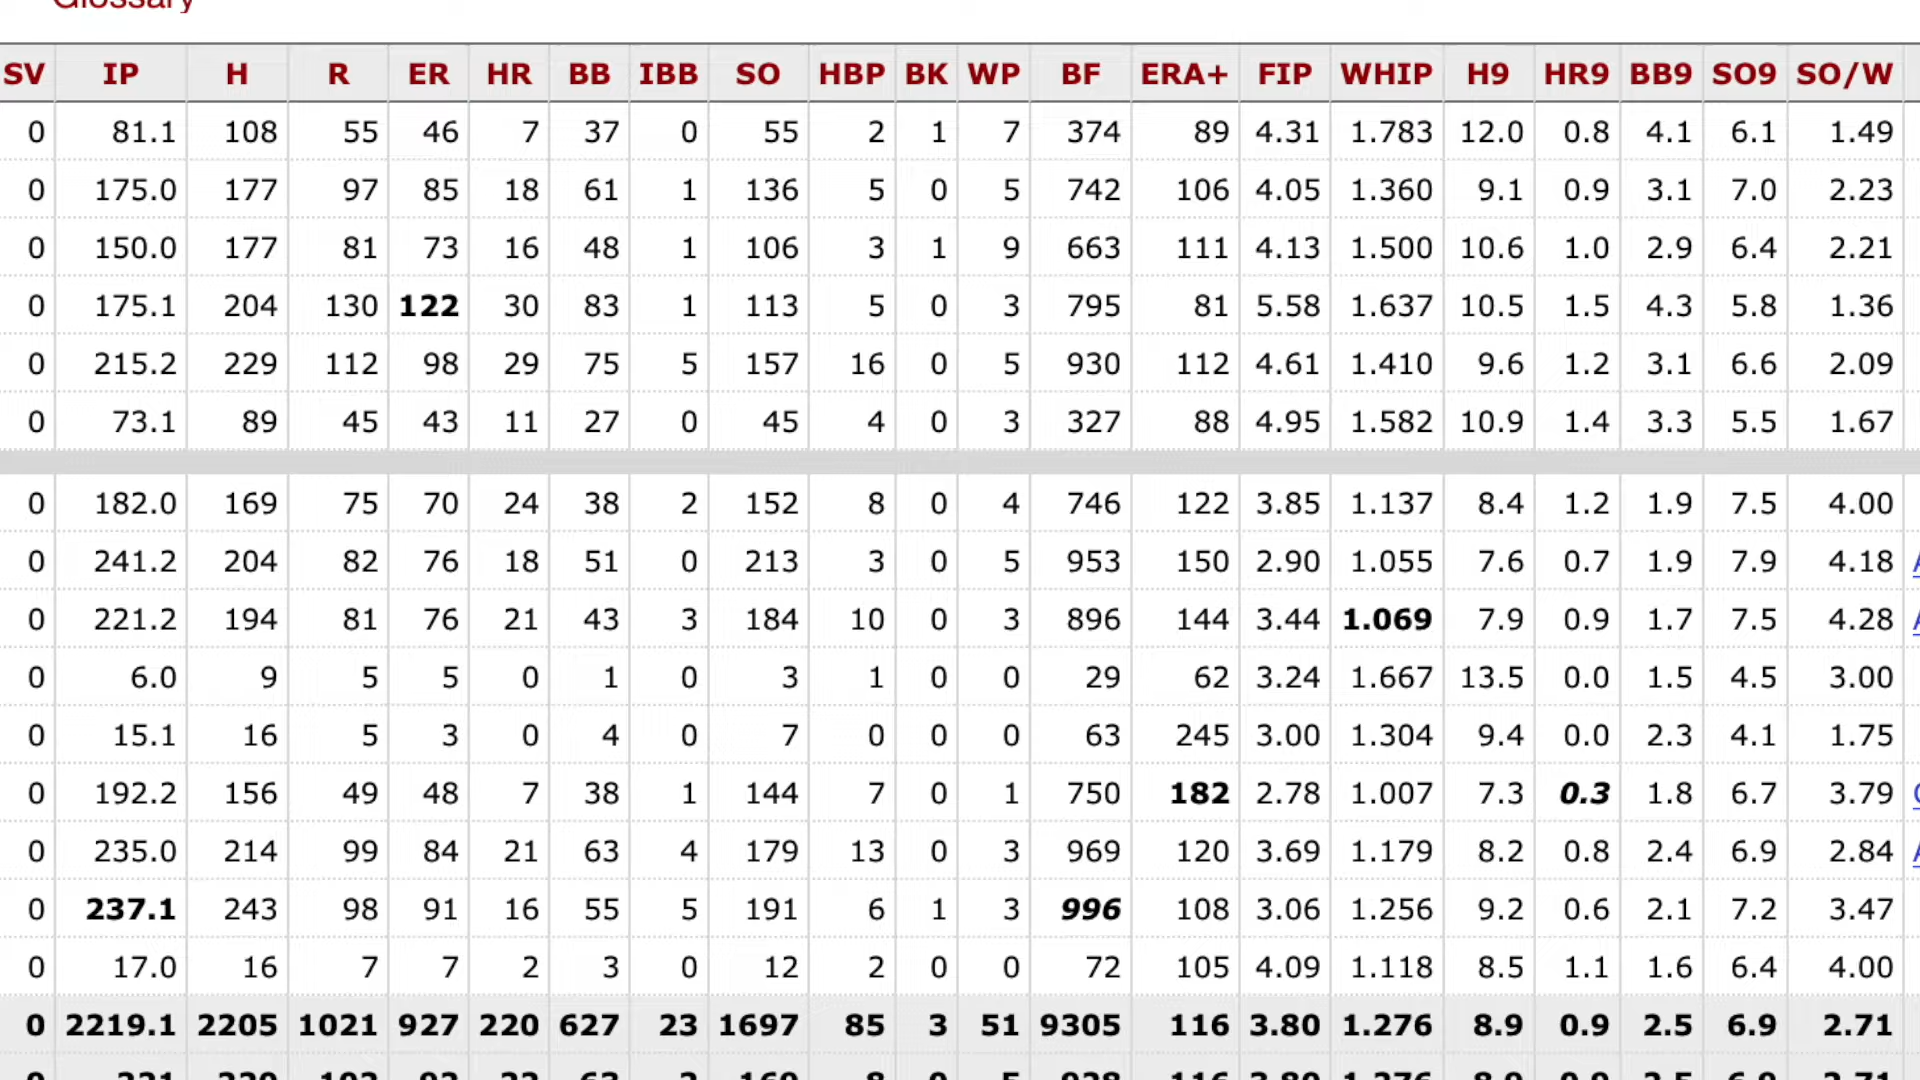 Glossary
SV IP H R ER HR BB IBB SO HBP BK WP BF ERA+ FIP WHIP H9 HR9 BB9 SO9 SO/W
0 81.1 108 55 46 7 37 0 55 2 1 7 374 89 4.31 1.783 12.0 0.8 4.1 6.1 1.49
0 175.0 177 97 85 18 61 1 136 5 0 5 742 106 4.05 1.360 9.1 0.9 3.1 7.0 2.23
0 150.0 177 81 73 16 48 1 106 3 1 9 663 111 4.13 1.500 10.6 1.0 2.9 6.4 2.21
0 175.1 204 130 122 30 83 1 113 5 0 3 795 81 5.58 1.637 10.5 1.5 4.3 5.8 1.36
0 215.2 229 112 98 29 75 5 157 16 0 5 930 112 4.61 1.410 9.6 1.2 3.1 6.6 2.09
0 73.1 89 45 43 11 27 0 45 4 0 3 327 88 4.95 1.582 10.9 1.4 3.3 5.5 1.67
0 182.0 169 75 70 24 38 2 152 8 0 4 746 122 3.85 1.137 8.4 1.2 1.9 7.5 4.00
0 241.2 204 82 76 18 51 0 213 3 0 5 953 150 2.90 1.055 7.6 0.7 1.9 7.9 4.18
0 221.2 194 81 76 21 43 3 184 10 0 3 896 144 3.44 1.069 7.9 0.9 1.7 7.5 4.28
0 6.0 9 5 5 0 1 0 3 1 0 0 29 62 3.24 1.667 13.5 0.0 1.5 4.5 3.00
0 15.1 16 5 3 0 4 0 7 0 0 0 63 245 3.00 1.304 9.4 0.0 2.3 4.1 1.75
0 192.2 156 49 48 7 38 1 144 7 0 1 750 182 2.78 1.007 7.3 0.3 1.8 6.7 3.79
0 235.0 214 99 84 21 63 4 179 13 0 3 969 120 3.69 1.179 8.2 0.8 2.4 6.9 2.84
0 237.1 243 98 91 16 55 5 191 6 1 3 996 108 3.06 1.256 9.2 0.6 2.1 7.2 3.47
0 17.0 16 7 7 2 3 0 12 2 0 0 72 105 4.09 1.118 8.5 1.1 1.6 6.4 4.00
0 2219.1 2205 1021 927 220 627 23 1697 85 3 51 9305 116 3.80 1.276 8.9 0.9 2.5 6.9 2.71